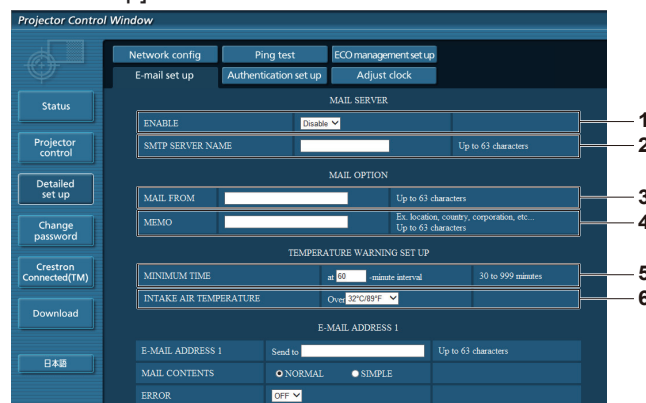 up]
Projector Control Window
Network config
Ping test
ECO management set up
E-mail set up
Authentication set up
Adjust clock
Status
Projector
control
Detailed
set up
Change
password
Crestron
Connected(TM)
Download
日本語
MAIL SERVER
ENABLE Disable 1
SMTP SERVER NAME Up to 63 characters 2
MAIL OPTION
MAIL FROM Up to 63 characters 3
MEMO Ex. location, country, corporation, etc... 4
Up to 63 characters
TEMPERATURE WARNING SET UP
MINIMUM TIME at 60 -minute interval 30 to 999 minutes 5
INTAKE AIR TEMPERATURE Over 32°C/89°F 6
E-MAIL ADDRESS 1
E-MAIL ADDRESS 1 Send to Up to 63 characters
MAIL CONTENTS NORMAL SIMPLE
ERROR OFF